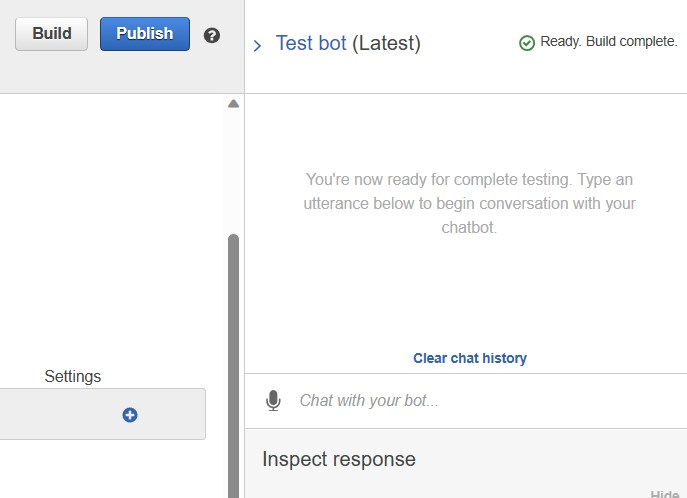 Build
Publish
?
Test bot (Latest)
Ready. Build complete.
You're now ready for complete testing. Type an
utterance below to begin conversation with your
chatbot.
Clear chat history
Settings
Chat with your bot...
Inspect response
Hide